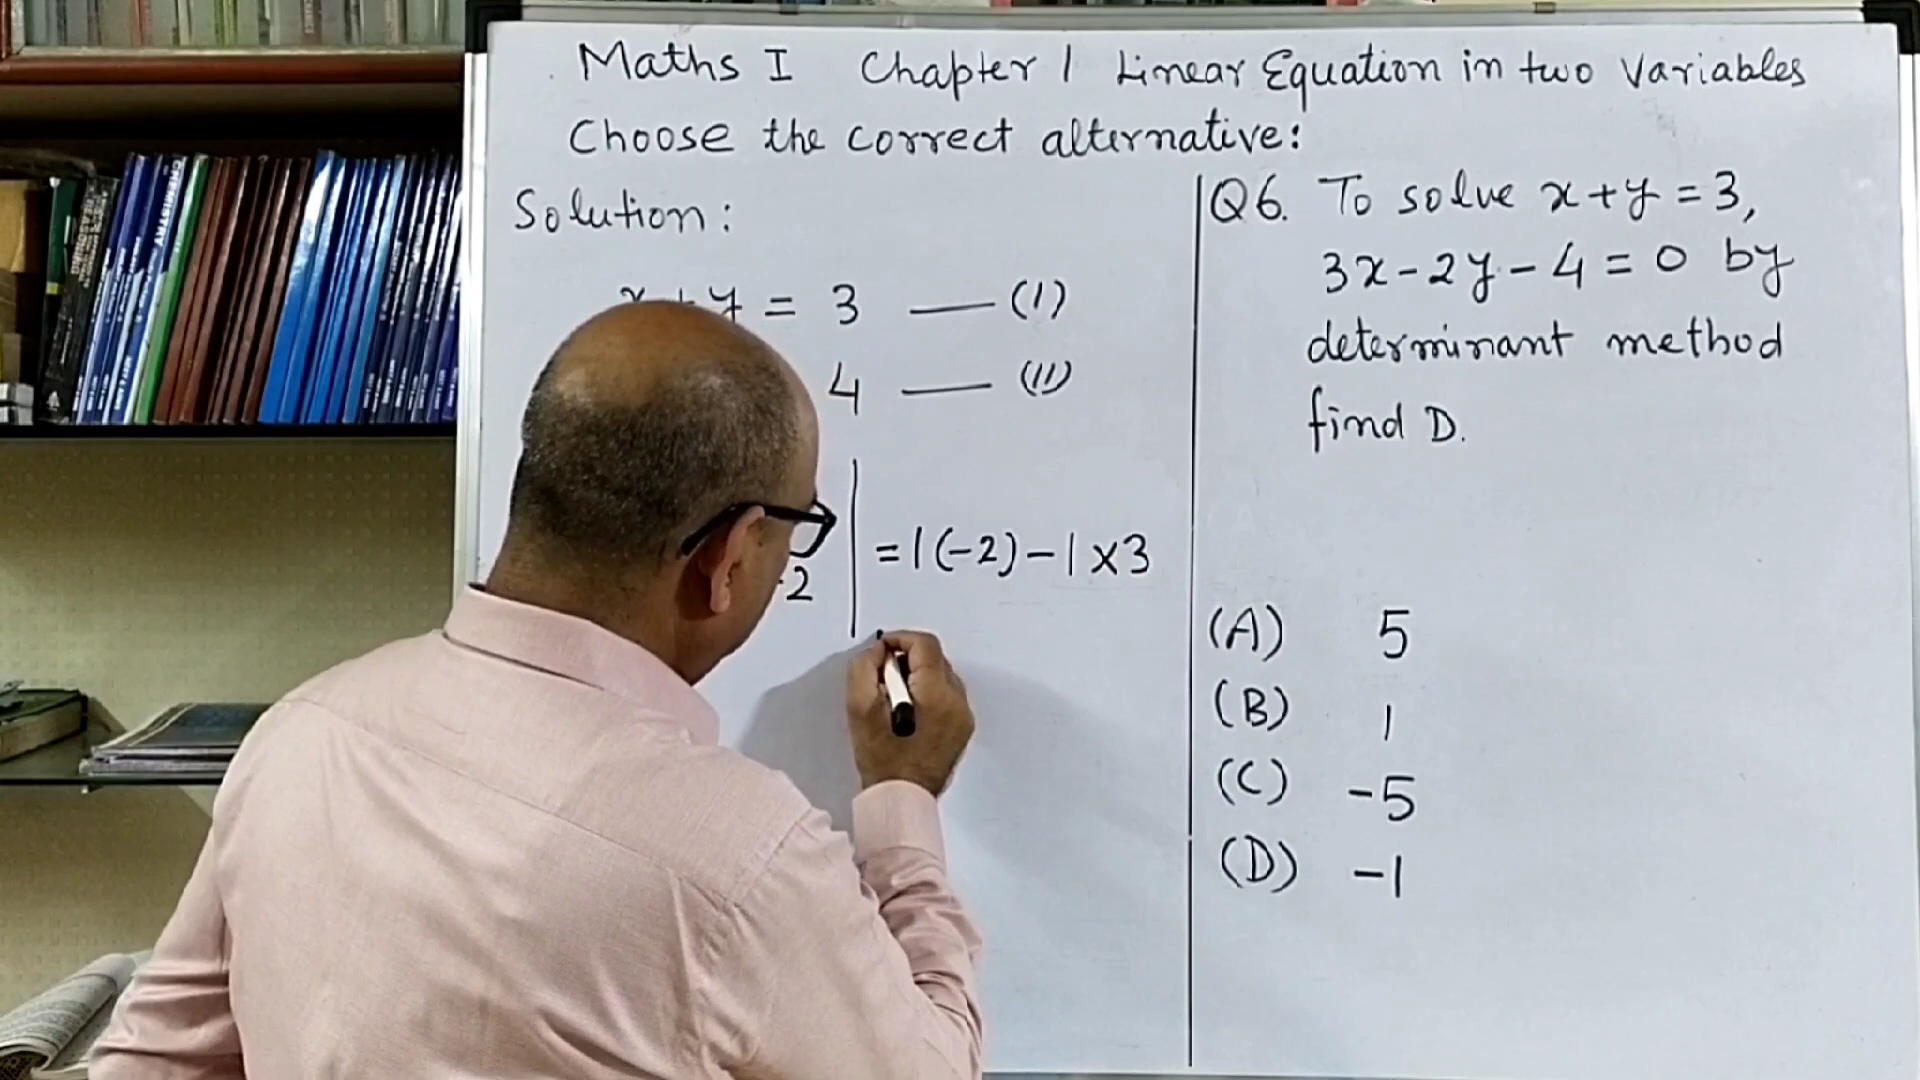 Maths I Chapter 1 Linear Equation in two Variables
Choose the correct alternative:
Solution:
x + y = 3 — (I)
4 — (II)
-2
= 1(-2) - 1 × 3
Q6. To solve x + y = 3,
3x - 2y - 4 = 0 by
determinant method
find D.
(A) 5
(B) 1
(C) -5
(D) -1
CHEMISTRY